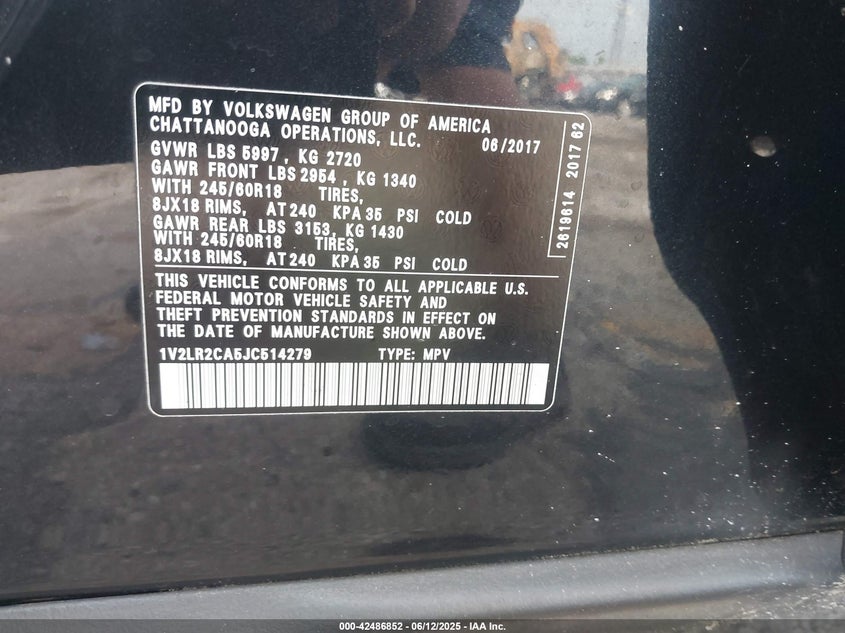 MFD BY VOLKSWAGEN GROUP OF AMERICA
CHATTANOOGA OPERATIONS, LLC. 06/2017
GVWR LBS 5997, KG 2720
GAWR FRONT LBS 2954, KG 1340
WITH 245/60R18 TIRES,
8JX18 RIMS, AT 240 KPA 35 PSI COLD
GAWR REAR LBS 3153, KG 1430
WITH 245/60R18 TIRES,
8JX18 RIMS, AT 240 KPA 35 PSI COLD
THIS VEHICLE CONFORMS TO ALL APPLICABLE U.S.
FEDERAL MOTOR VEHICLE SAFETY AND
THEFT PREVENTION STANDARDS IN EFFECT ON
THE DATE OF MANUFACTURE SHOWN ABOVE.
1V2LR2CA5JC514279 TYPE: MPV
2619614 2017 62
000-42486852 - 06/12/2025 - IAA Inc.